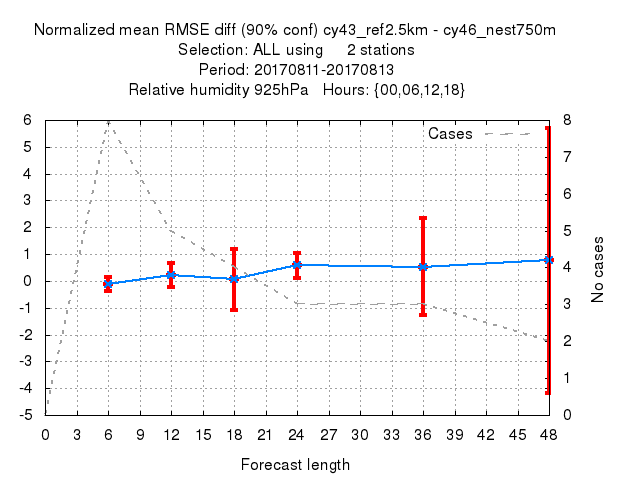 Normalized mean RMSE diff (90% conf) cy43_ref2.5km - cy46_nest750m
Selection: ALL using 2 stations
Period: 20170811-20170813
Relative humidity 925hPa Hours: {00,06,12,18}
Cases
6
5
4
3
2
1
0
-1
-2
-3
-4
-5
8
7
6
5
4
3
2
1
0
No cases
0 3 6 9 12 15 18 21 24 27 30 33 36 39 42 45 48
Forecast length